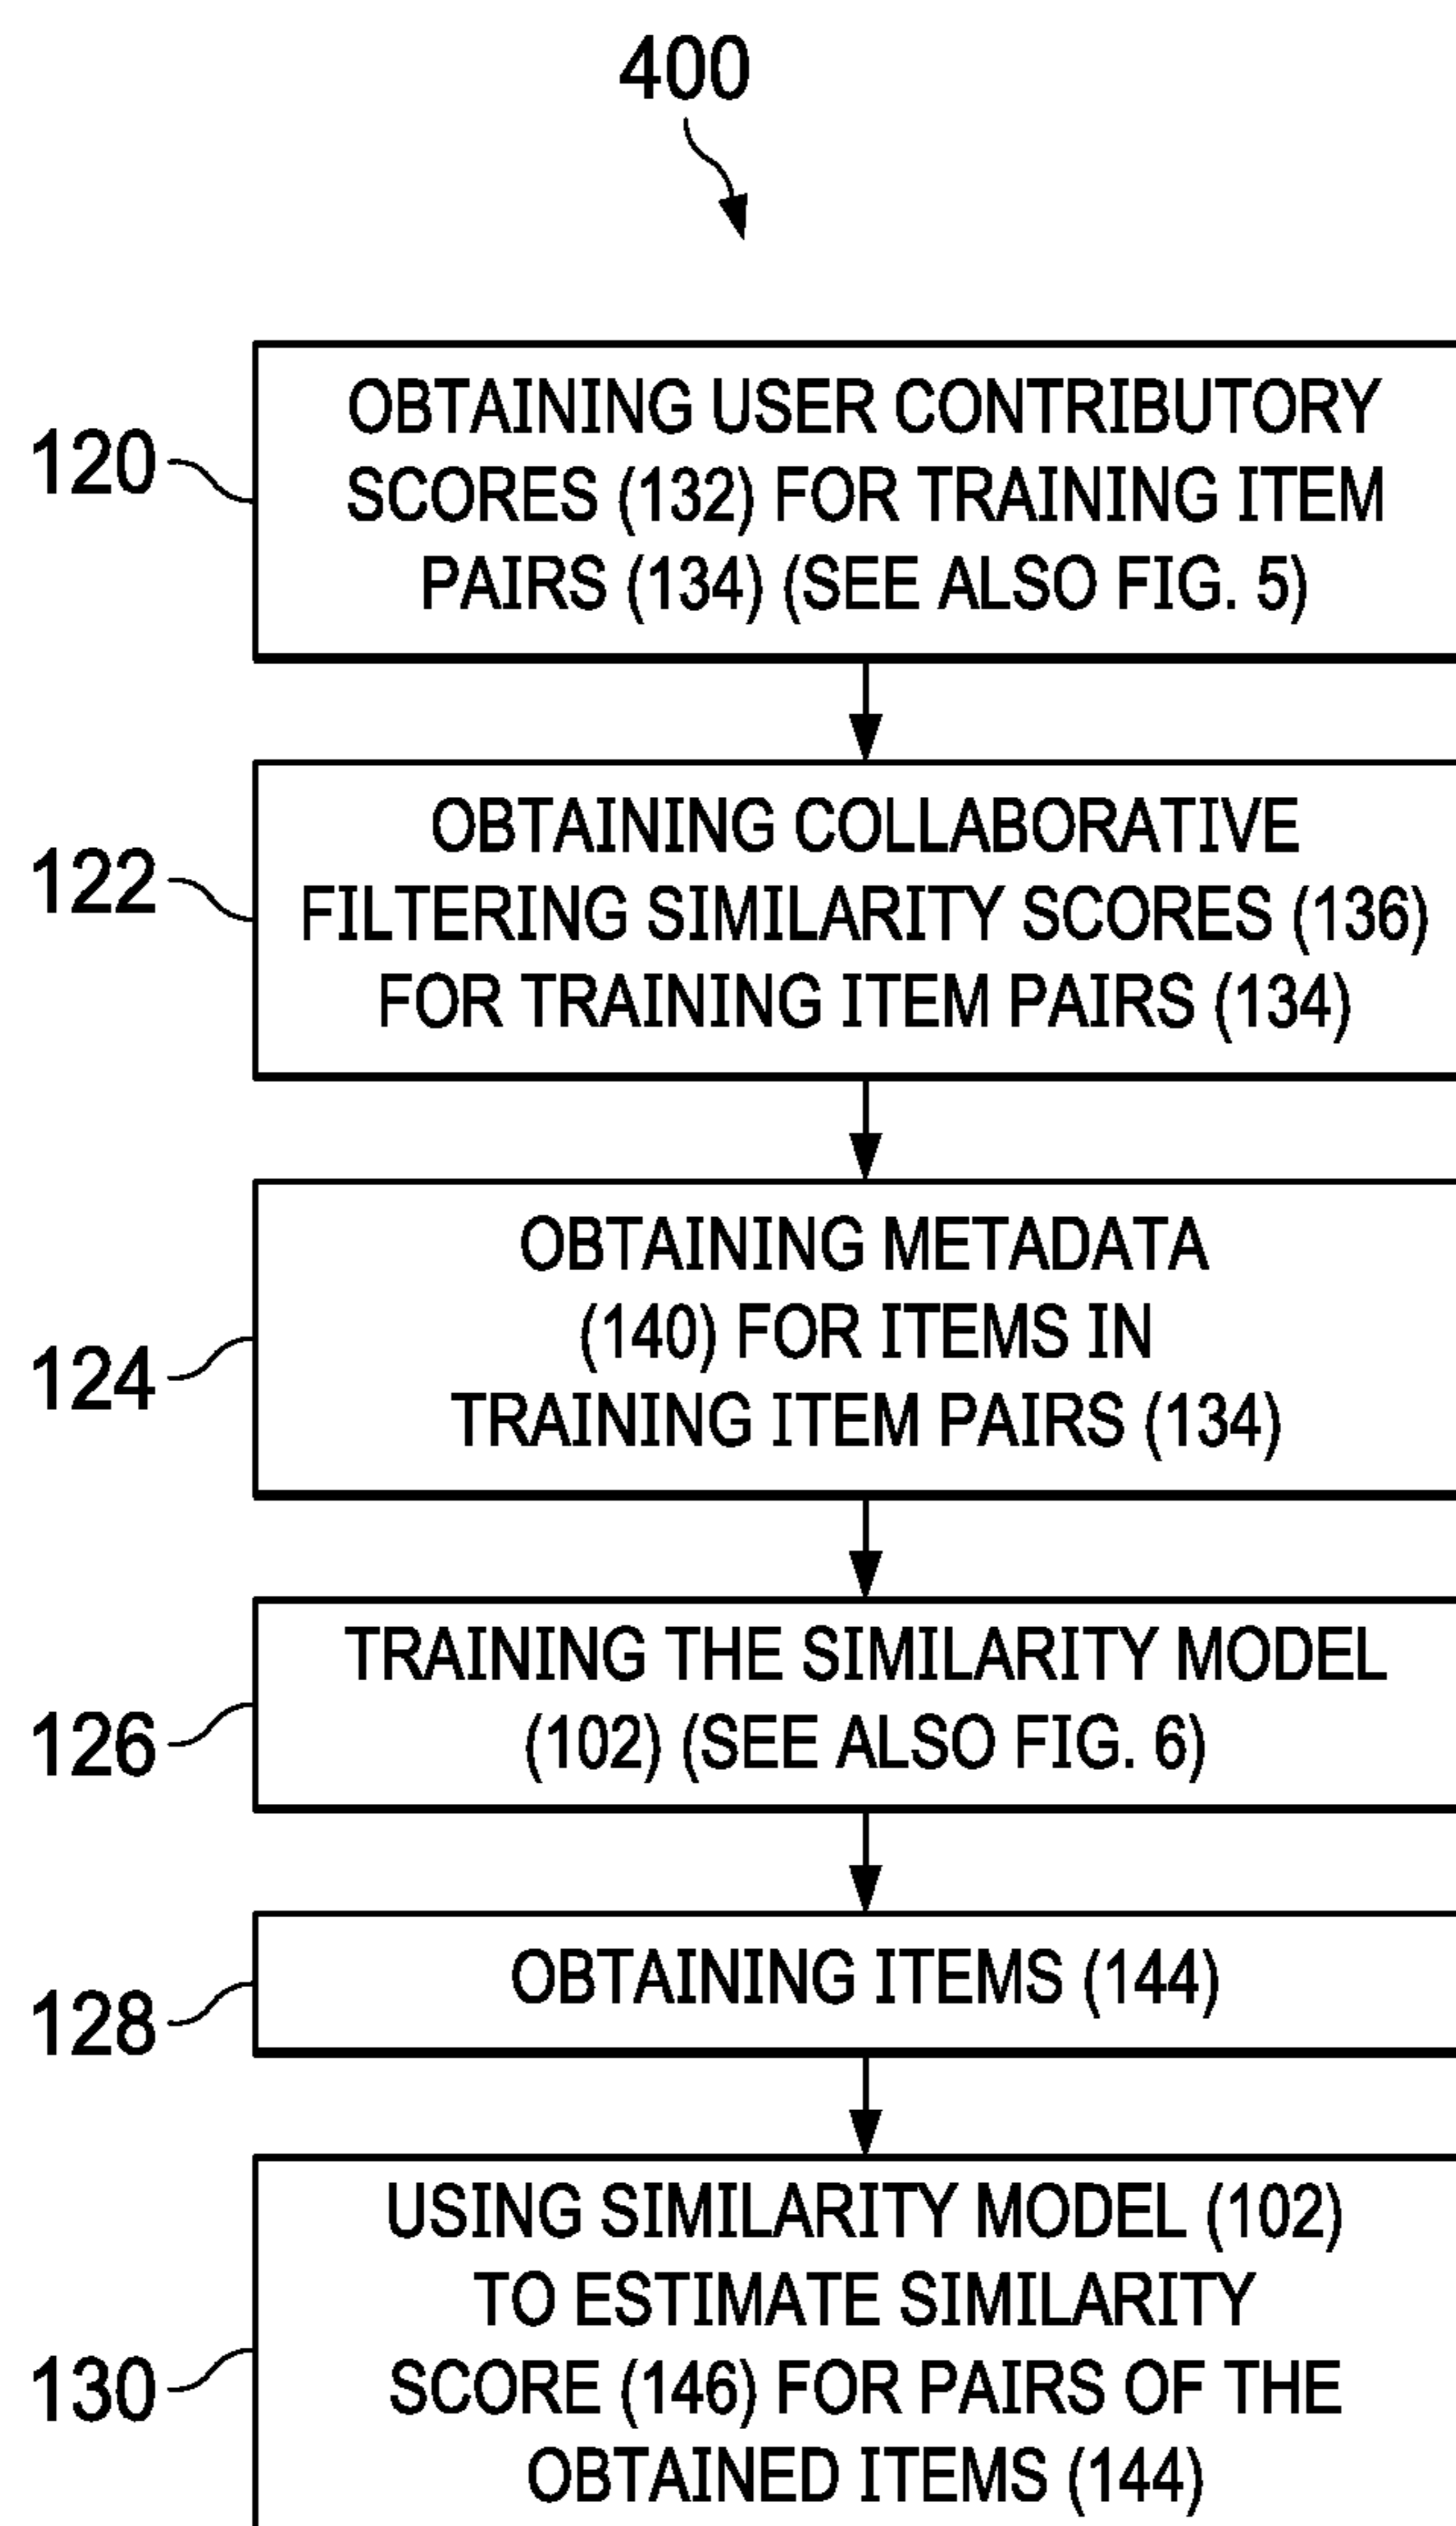 400
120
OBTAINING USER CONTRIBUTORY
SCORES (132) FOR TRAINING ITEM
PAIRS (134) (SEE ALSO FIG. 5)
122
OBTAINING COLLABORATIVE
FILTERING SIMILARITY SCORES (136)
FOR TRAINING ITEM PAIRS (134)
124
OBTAINING METADATA
(140) FOR ITEMS IN
TRAINING ITEM PAIRS (134)
126
TRAINING THE SIMILARITY MODEL
(102) (SEE ALSO FIG. 6)
128
OBTAINING ITEMS (144)
130
USING SIMILARITY MODEL (102)
TO ESTIMATE SIMILARITY
SCORE (146) FOR PAIRS OF THE
OBTAINED ITEMS (144)